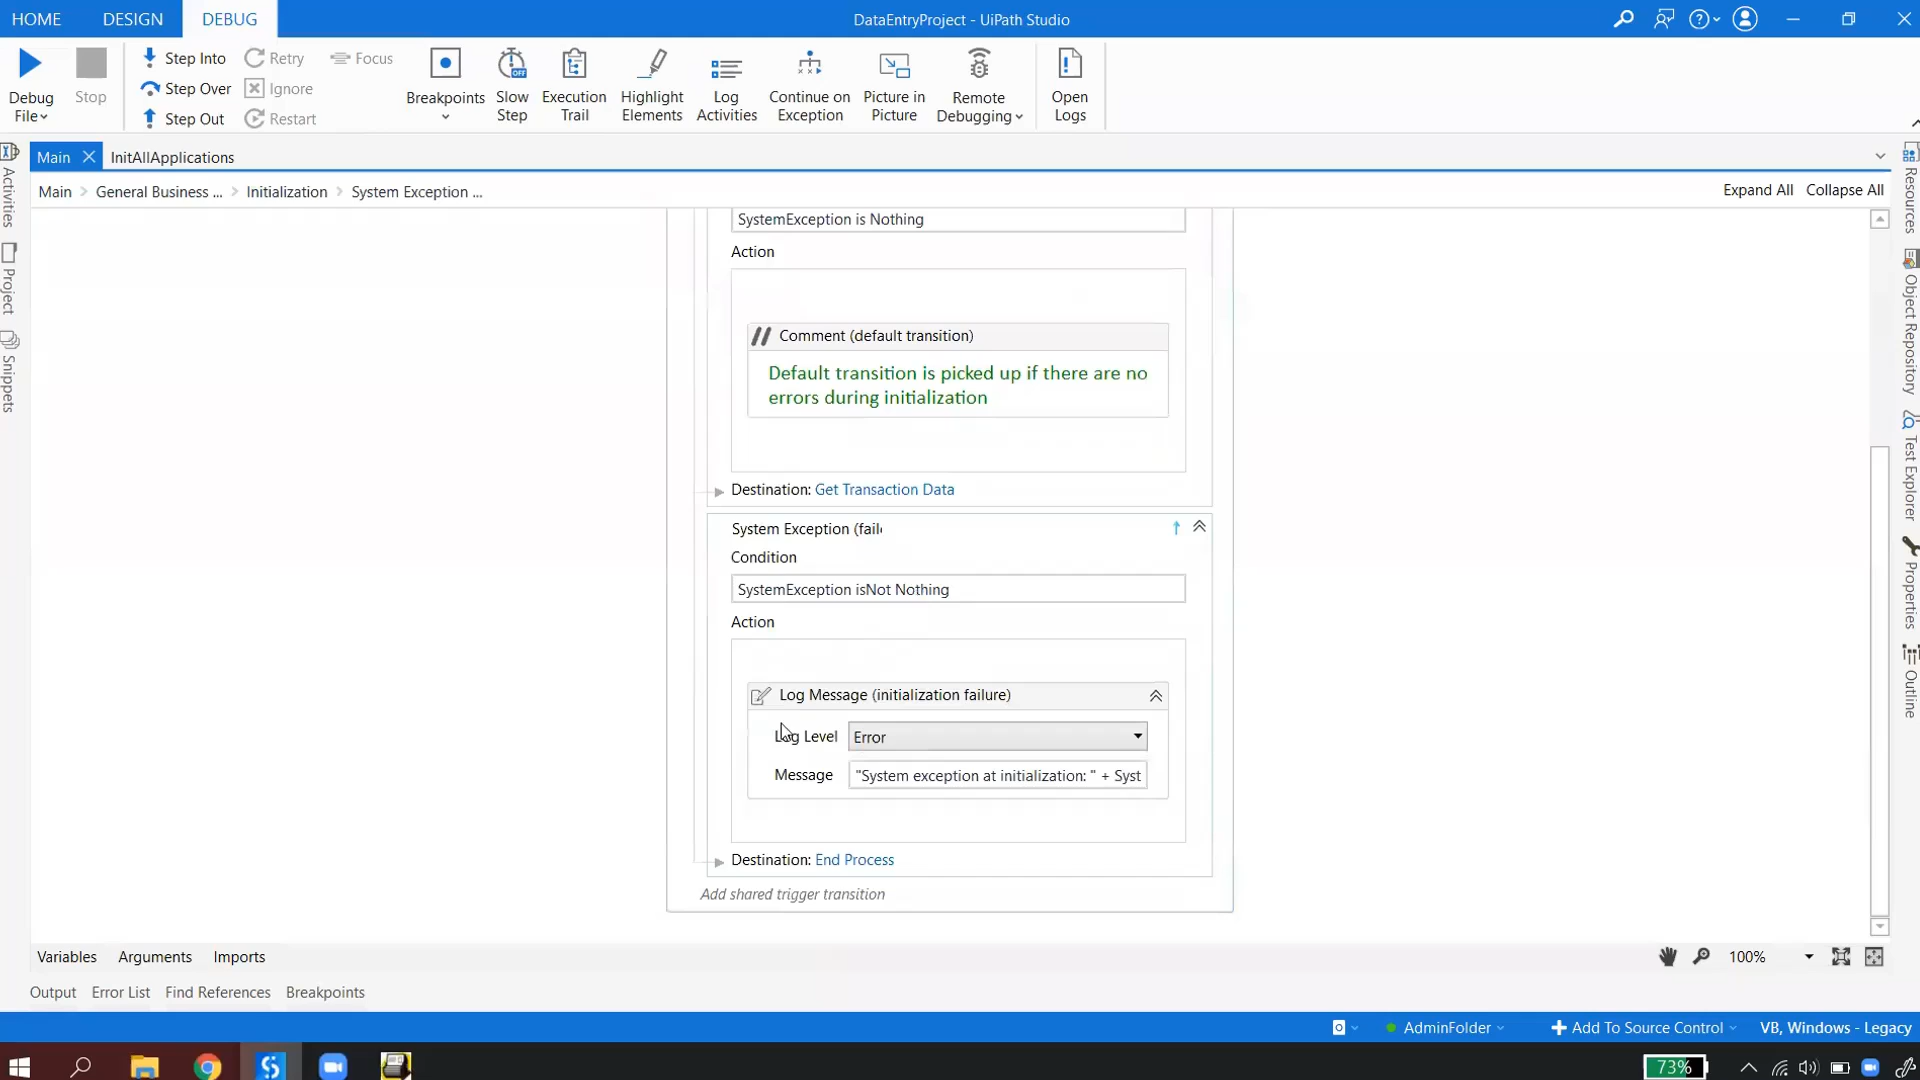 HOME DESIGN DEBUG DataEntryProject - UiPath Studio
Debug File
Stop
Step Into
Step Over
Step Out
Retry
Ignore
Restart
Focus
Breakpoints
Slow Step
OFF
Execution Trail
Highlight Elements
Log Activities
Continue on Exception
Picture in Picture
Remote Debugging
Open Logs
Main InitAllApplications
Main > General Business ... > Initialization > System Exception ...
Expand All Collapse All
Activities
Project
Snippets
Resources
Object Repository
Test Explorer
Properties
Outline
SystemException is Nothing
Action
// Comment (default transition)
Default transition is picked up if there are no
errors during initialization
Destination: Get Transaction Data
System Exception (faile
Condition
SystemException isNot Nothing
Action
Log Message (initialization failure)
Log Level Error
Message "System exception at initialization: " + Syst
Destination: End Process
Add shared trigger transition
Variables Arguments Imports 100%
Output Error List Find References Breakpoints
AdminFolder Add To Source Control VB, Windows - Legacy
73%